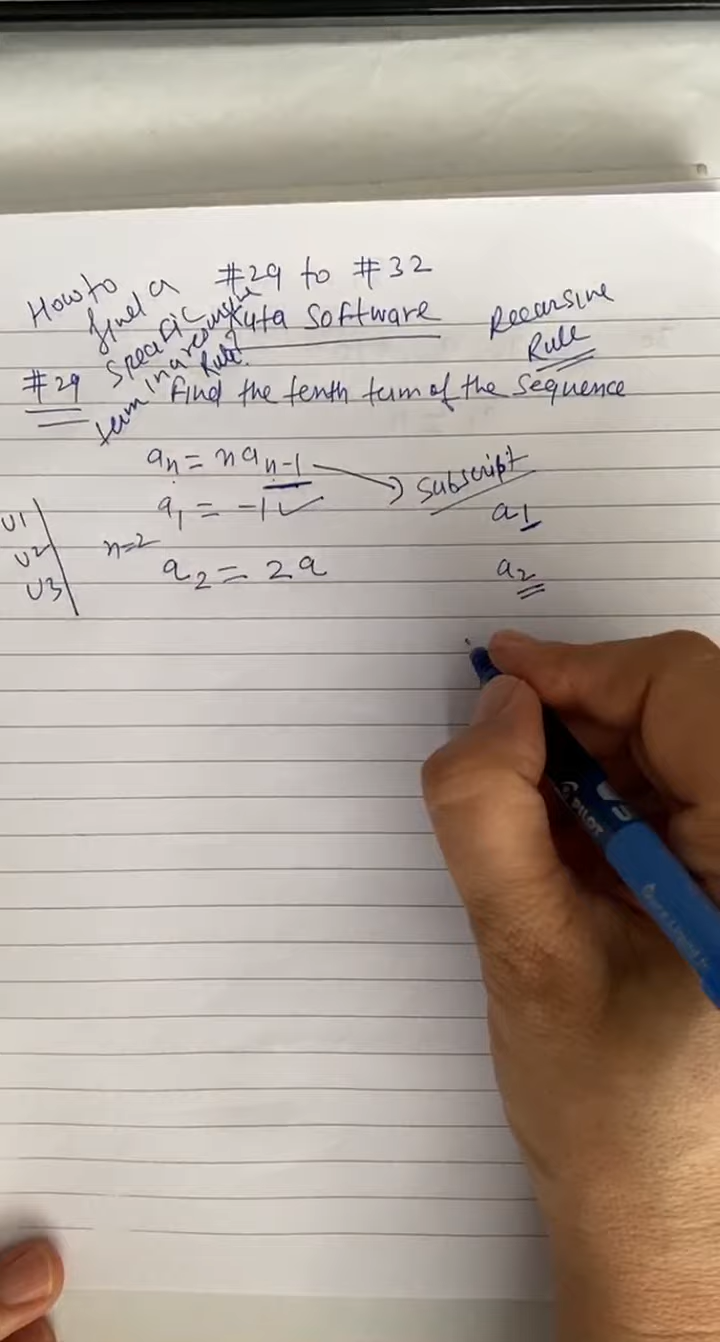 #29 to #32
How to find a specific term in a recursive Rule?
Kuta Software
Recursive Rule
#29
Find the tenth term of the sequence
aₙ = n aₙ₋₁
subscript
a₁ = -1 ✓
a₁
n=2
a₂ = 2a
a₂
U1
U2
U3
PILOT